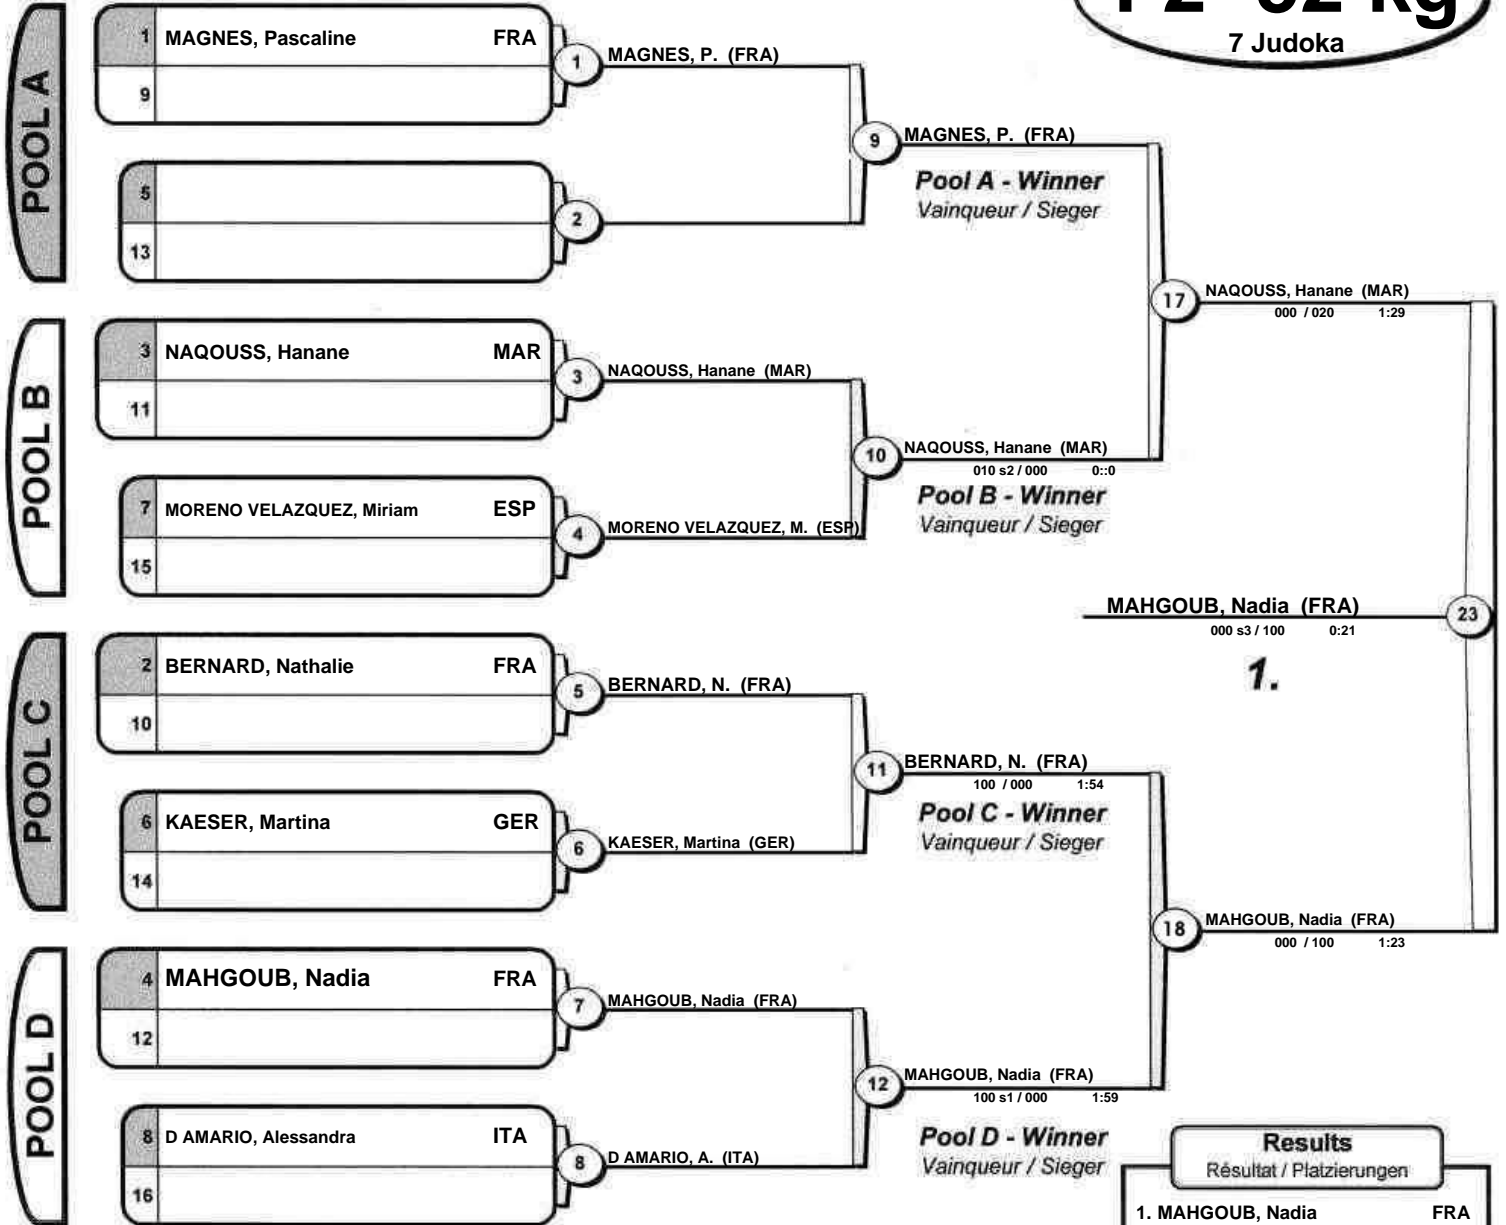 7 Judoka
POOL A
1 MAGNES, Pascaline FRA
9
1
MAGNES, P. (FRA)
5
13
2
9
MAGNES, P. (FRA)
Pool A - Winner
Vainqueur / Sieger
POOL B
3 NAQOUSS, Hanane MAR
11
3
NAQOUSS, Hanane (MAR)
7 MORENO VELAZQUEZ, Miriam ESP
15
4
MORENO VELAZQUEZ, M. (ESP)
10
NAQOUSS, Hanane (MAR)
010 s2 / 000 0::0
Pool B - Winner
Vainqueur / Sieger
17
NAQOUSS, Hanane (MAR)
000 / 020 1:29
MAHGOUB, Nadia (FRA)
23
000 s3 / 100 0:21
1.
POOL C
2 BERNARD, Nathalie FRA
10
5
BERNARD, N. (FRA)
6 KAESER, Martina GER
14
6
KAESER, Martina (GER)
11
BERNARD, N. (FRA)
100 / 000 1:54
Pool C - Winner
Vainqueur / Sieger
18
MAHGOUB, Nadia (FRA)
000 / 100 1:23
POOL D
4 MAHGOUB, Nadia FRA
12
7
MAHGOUB, Nadia (FRA)
8 D AMARIO, Alessandra ITA
16
8
D AMARIO, A. (ITA)
12
MAHGOUB, Nadia (FRA)
100 s1 / 000 1:59
Pool D - Winner
Vainqueur / Sieger
Results
Résultat / Platzierungen
1. MAHGOUB, Nadia FRA